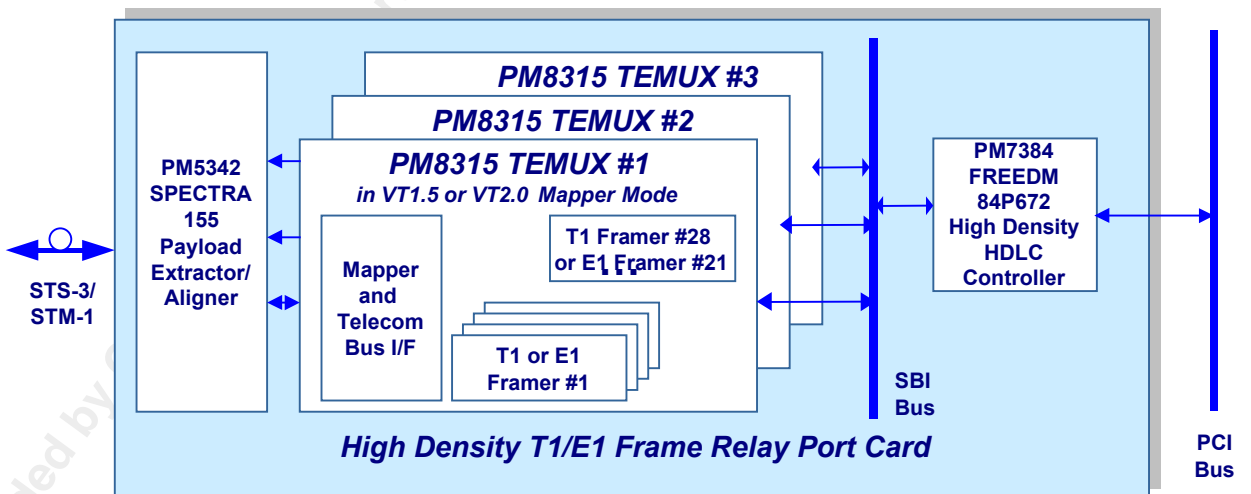 PM8315 TEMUX #3
PM8315 TEMUX #2
PM8315 TEMUX #1
in VT1.5 or VT2.0 Mapper Mode
PM5342
SPECTRA
155
Payload
Extractor/
Aligner
STS-3/
STM-1
Mapper
and
Telecom
Bus I/F
T1 Framer #28
or E1 Framer #21
...
T1 or E1
Framer #1
PM7384
FREEDM
84P672
High Density
HDLC
Controller
SBI
Bus
PCI
Bus
High Density T1/E1 Frame Relay Port Card
ded by